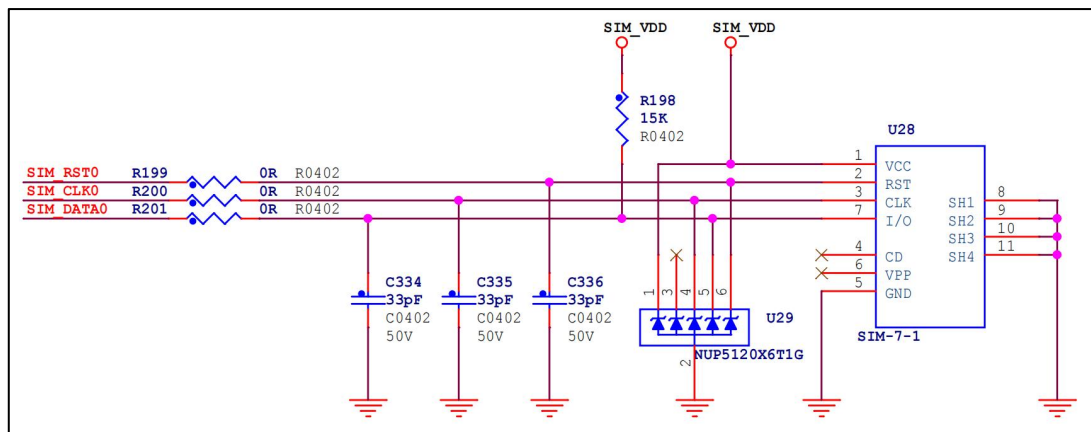 SIM_VDD SIM_VDD
R198
15K
R0402
U28
SIM_RST0 R199 0R R0402
SIM_CLK0 R200 0R R0402
SIM_DATA0 R201 0R R0402
1 VCC
2 RST
3 CLK
7 I/O
4 CD
6 VPP
5 GND
SH1 8
SH2 9
SH3 10
SH4 11
SIM-7-1
C334
33pF
C0402
50V
C335
33pF
C0402
50V
C336
33pF
C0402
50V
1 3 4 5 6
U29
NUP5120X6T1G
2